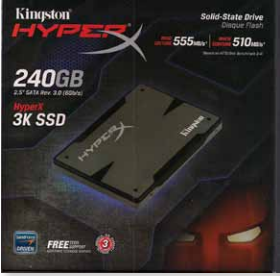 Kingston
HYPERX
Solid-State Drive
Disque Flash
555MB/s
510MB/s
240GB
2.5" SATA Rev. 3.0 (6Gb/s)
HyperX
3K SSD
HYPERX
Kingston
DRIVEN
FREE
3